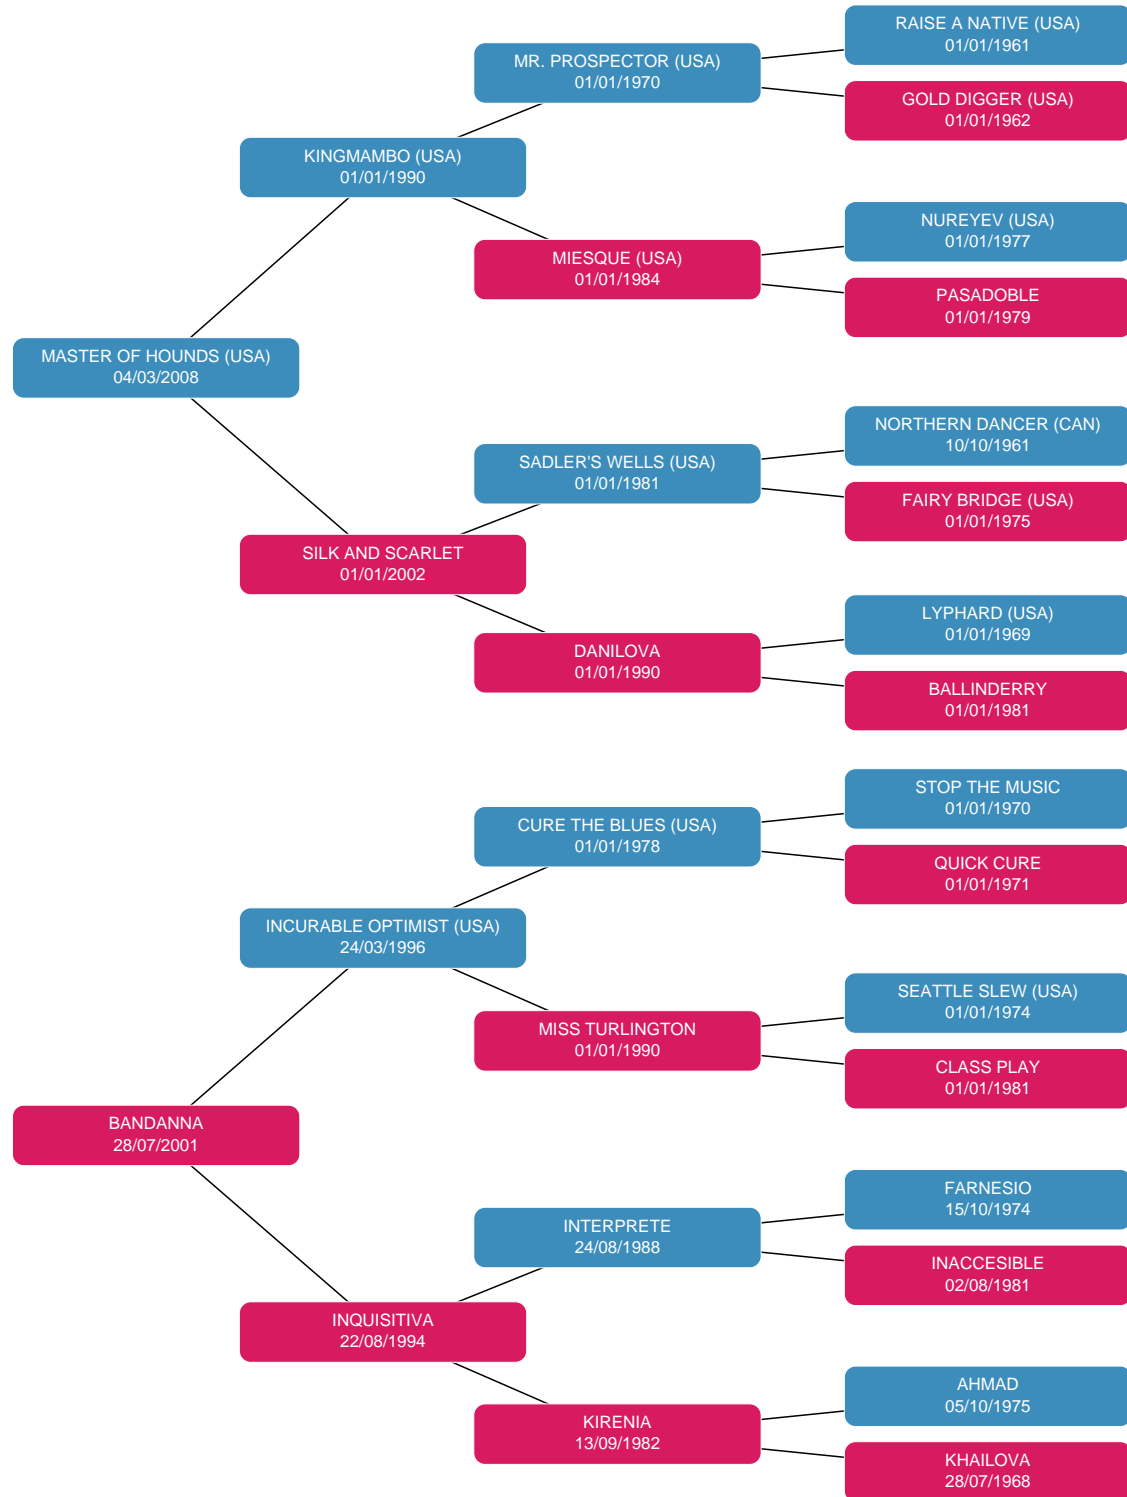 RAISE A NATIVE (USA)
01/01/1961
MR. PROSPECTOR (USA)
01/01/1970
GOLD DIGGER (USA)
01/01/1962
KINGMAMBO (USA)
01/01/1990
NUREYEV (USA)
01/01/1977
MIESQUE (USA)
01/01/1984
PASADOBLE
01/01/1979
MASTER OF HOUNDS (USA)
04/03/2008
NORTHERN DANCER (CAN)
10/10/1961
SADLER'S WELLS (USA)
01/01/1981
FAIRY BRIDGE (USA)
01/01/1975
SILK AND SCARLET
01/01/2002
LYPHARD (USA)
01/01/1969
DANILOVA
01/01/1990
BALLINDERRY
01/01/1981
STOP THE MUSIC
01/01/1970
CURE THE BLUES (USA)
01/01/1978
QUICK CURE
01/01/1971
INCURABLE OPTIMIST (USA)
24/03/1996
SEATTLE SLEW (USA)
01/01/1974
MISS TURLINGTON
01/01/1990
CLASS PLAY
01/01/1981
BANDANNA
28/07/2001
FARNESIO
15/10/1974
INTERPRETE
24/08/1988
INACCESIBLE
02/08/1981
INQUISITIVA
22/08/1994
AHMAD
05/10/1975
KIRENIA
13/09/1982
KHAILOVA
28/07/1968